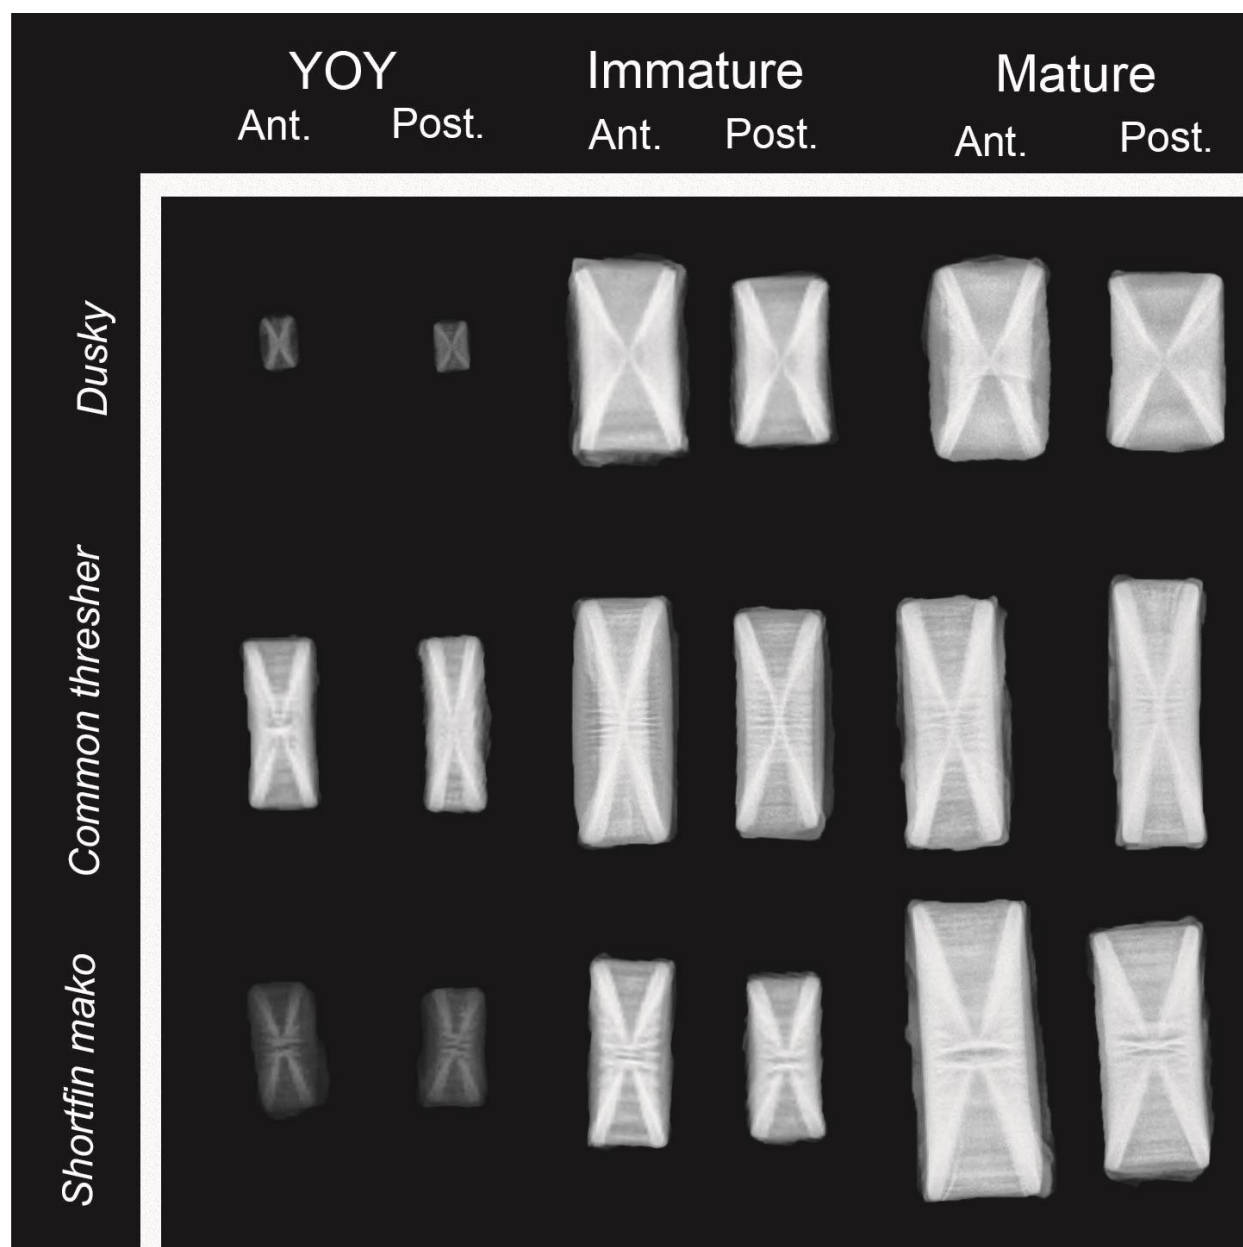 YOY Immature Mature
Ant. Post. Ant. Post. Ant. Post.
Dusky
Common thresher
Shortfin mako